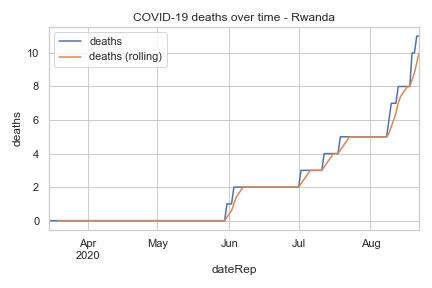 COVID-19 deaths over time - Rwanda
deaths
deaths (rolling)
deaths
10
8
6
4
2
0
Apr
2020
May
Jun
Jul
Aug
dateRep